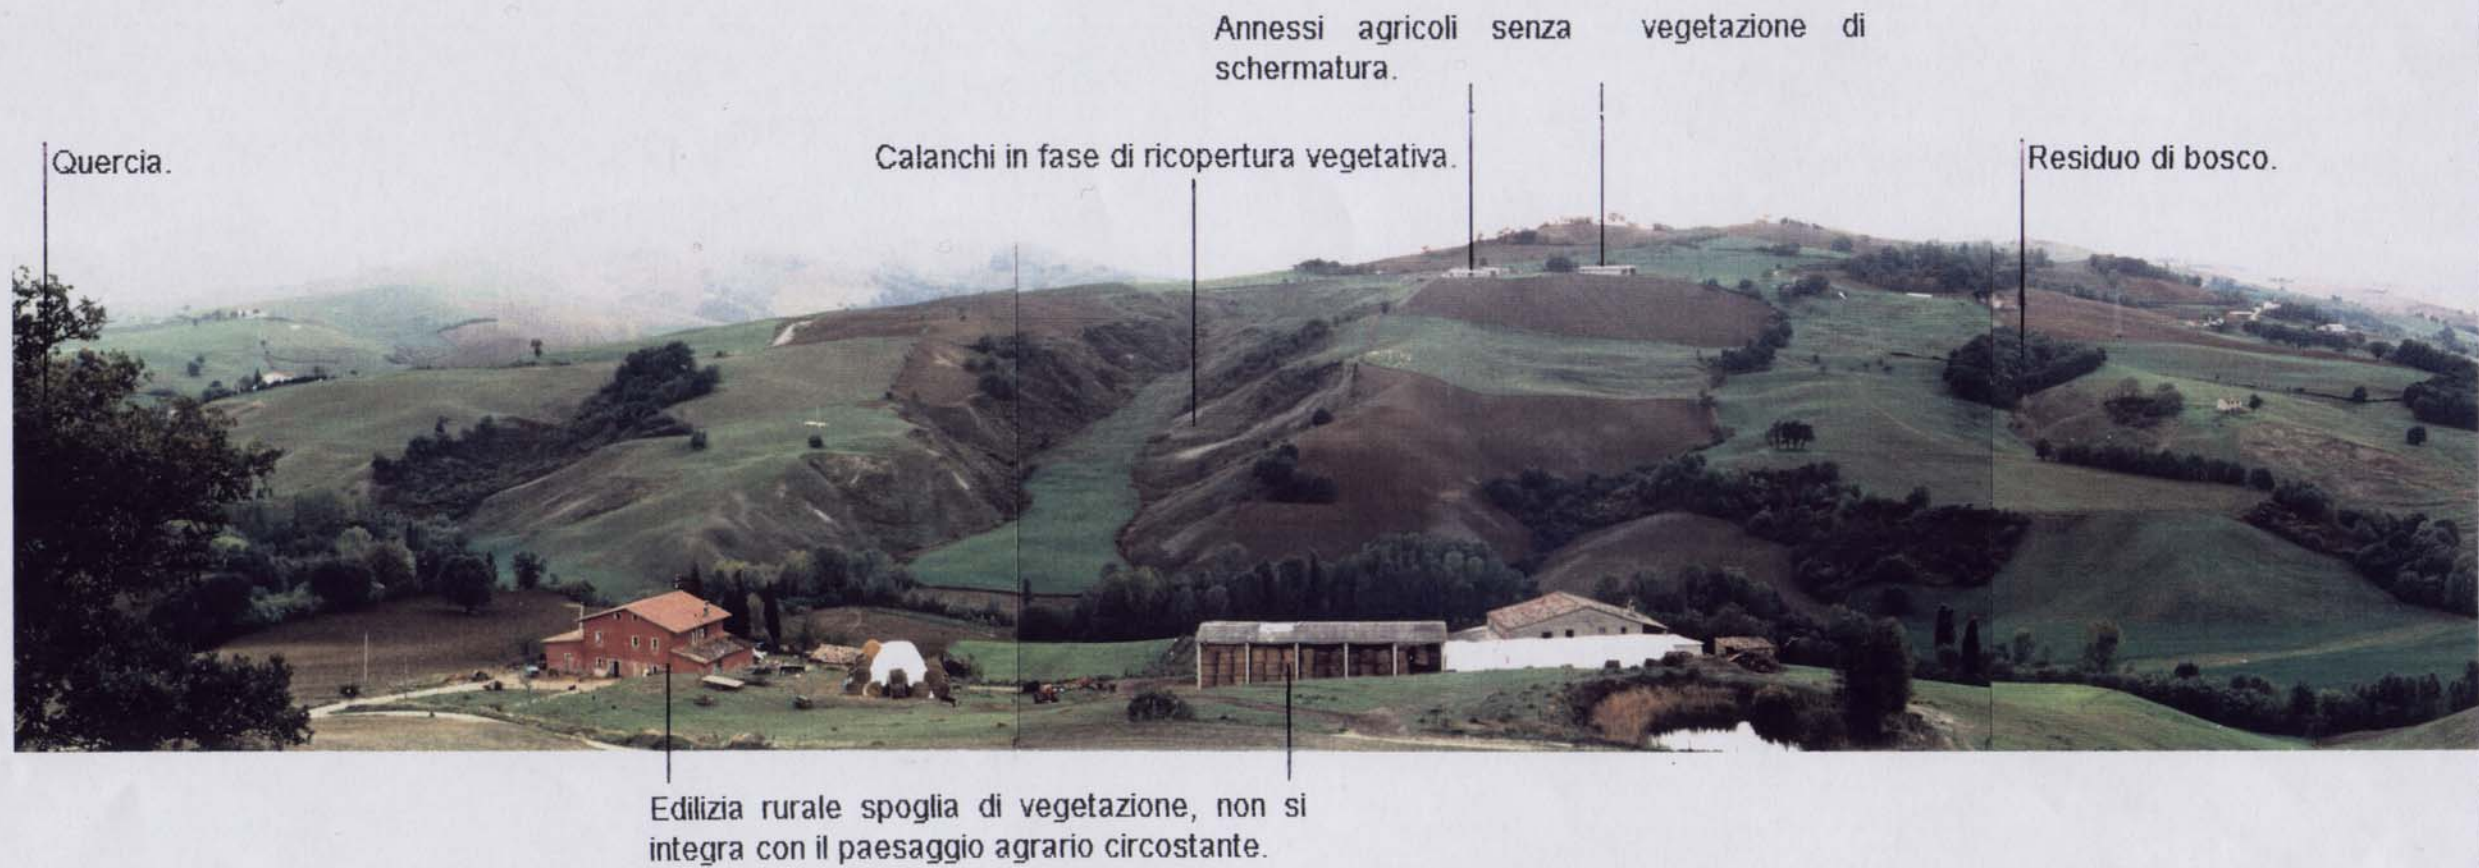 Annessi agricoli senza vegetazione di
schermatura.
Quercia.
Calanchi in fase di ricopertura vegetativa.
Residuo di bosco.
Edilizia rurale spoglia di vegetazione, non si
integra con il paesaggio agrario circostante.